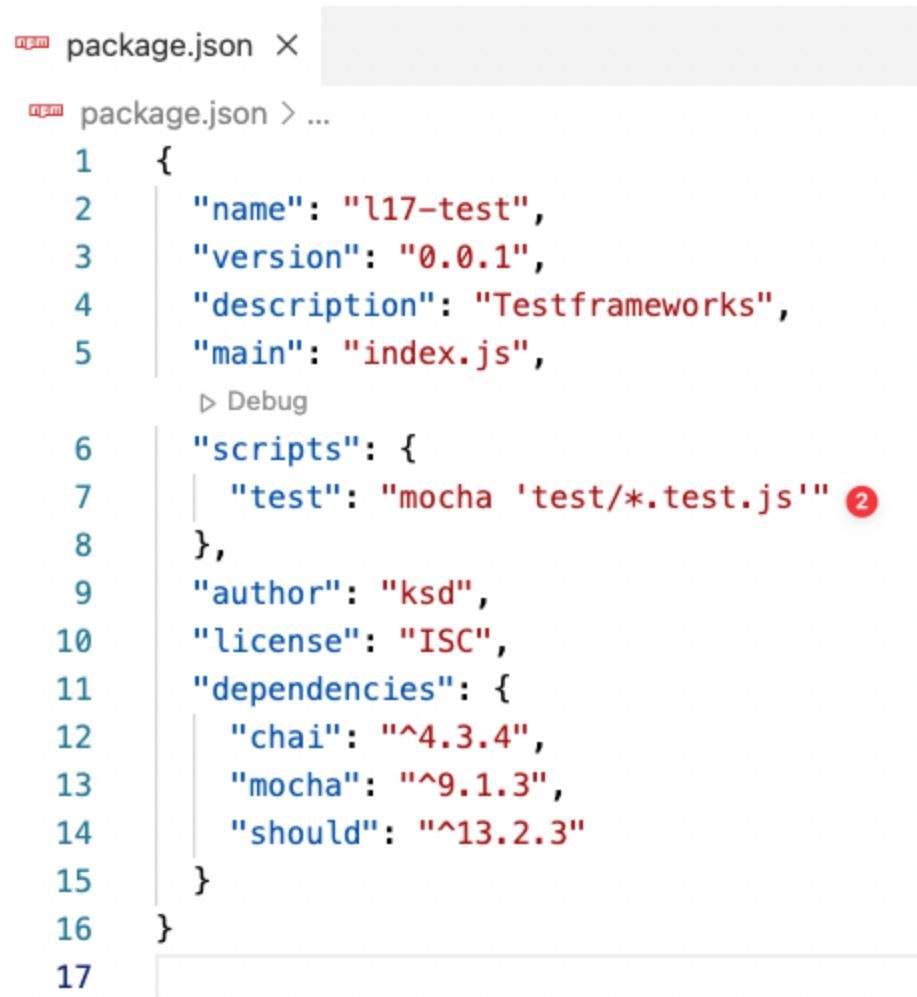 npm package.json ×
npm package.json > ...
1 {
2 "name": "l17-test",
3 "version": "0.0.1",
4 "description": "Testframeworks",
5 "main": "index.js",
▷ Debug
6 "scripts": {
7 "test": "mocha 'test/*.test.js'" 2
8 },
9 "author": "ksd",
10 "license": "ISC",
11 "dependencies": {
12 "chai": "^4.3.4",
13 "mocha": "^9.1.3",
14 "should": "^13.2.3"
15 }
16 }
17